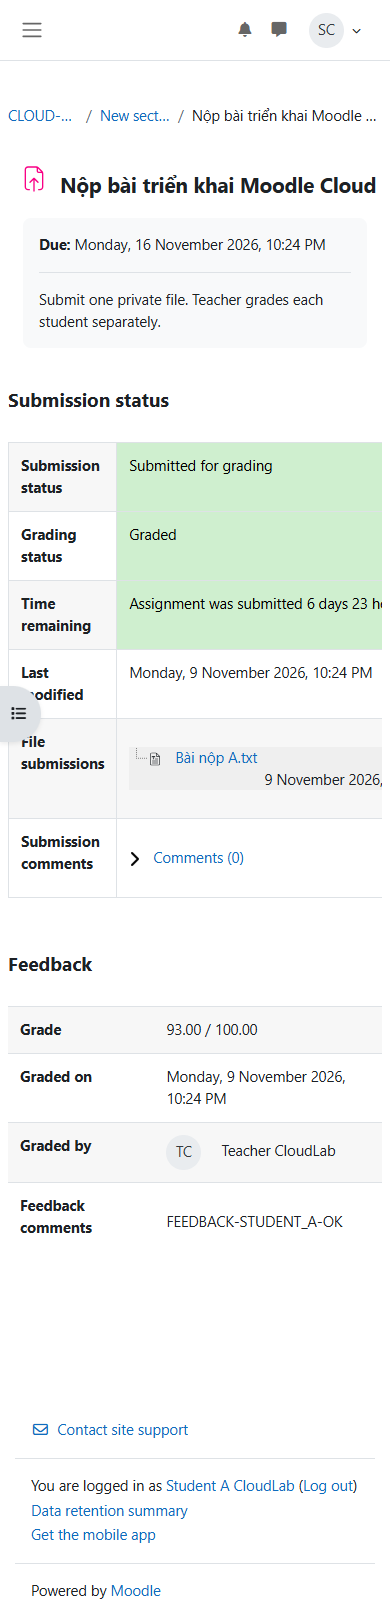 SC
CLOUD-... / New sect... / Nộp bài triển khai Moodle ...
Nộp bài triển khai Moodle Cloud
Due: Monday, 16 November 2026, 10:24 PM
Submit one private file. Teacher grades each
student separately.
Submission status
Submission
status
Submitted for grading
Grading
status
Graded
Time
remaining
Assignment was submitted 6 days 23
Last
modified
Monday, 9 November 2026, 10:24 PM
File
submissions
Bài nộp A.txt
9 November 2026,
Submission
comments
Comments (0)
Feedback
Grade
93.00 / 100.00
Graded on
Monday, 9 November 2026,
10:24 PM
Graded by
TC Teacher CloudLab
Feedback
comments
FEEDBACK-STUDENT_A-OK
Contact site support
You are logged in as Student A CloudLab (Log out)
Data retention summary
Get the mobile app
Powered by Moodle